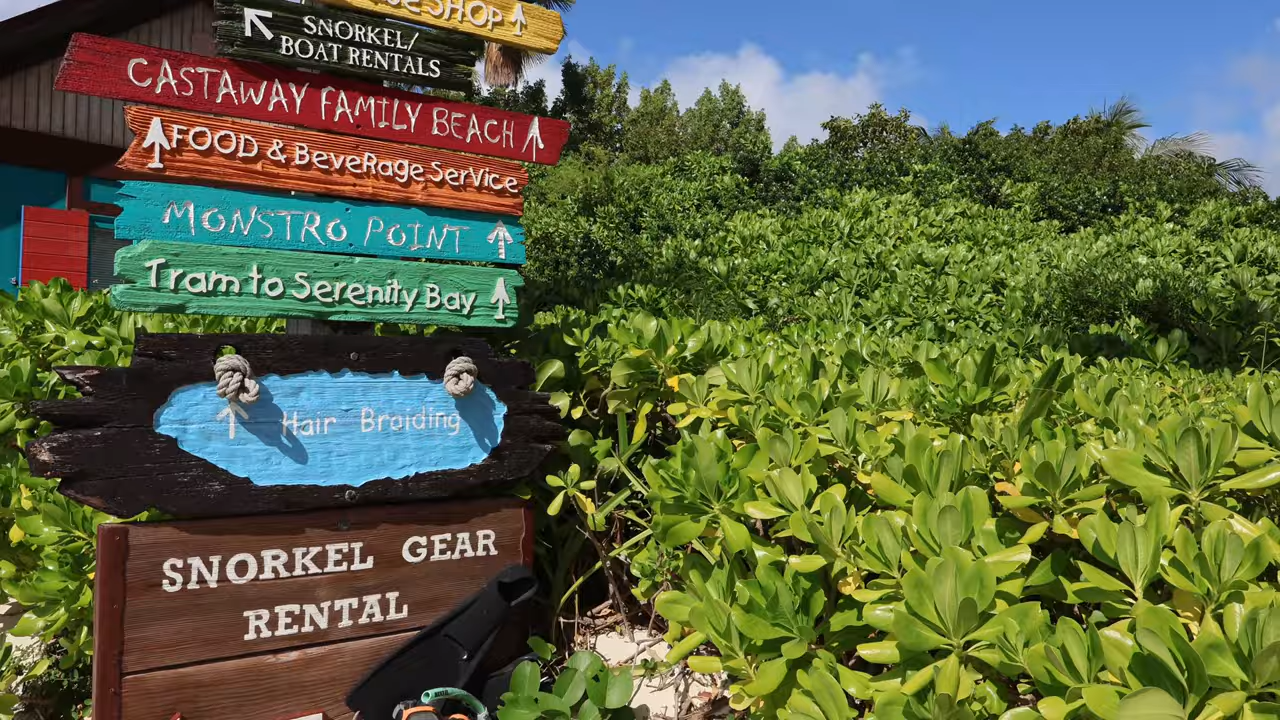 SHOP
SNORKEL/
BOAT RENTALS
CASTAWAY FAMILY BEACH
FOOD & BeveRage Service
MONSTRO POINT
Tram to Serenity Bay
Hair Braiding
SNORKEL GEAR
RENTAL